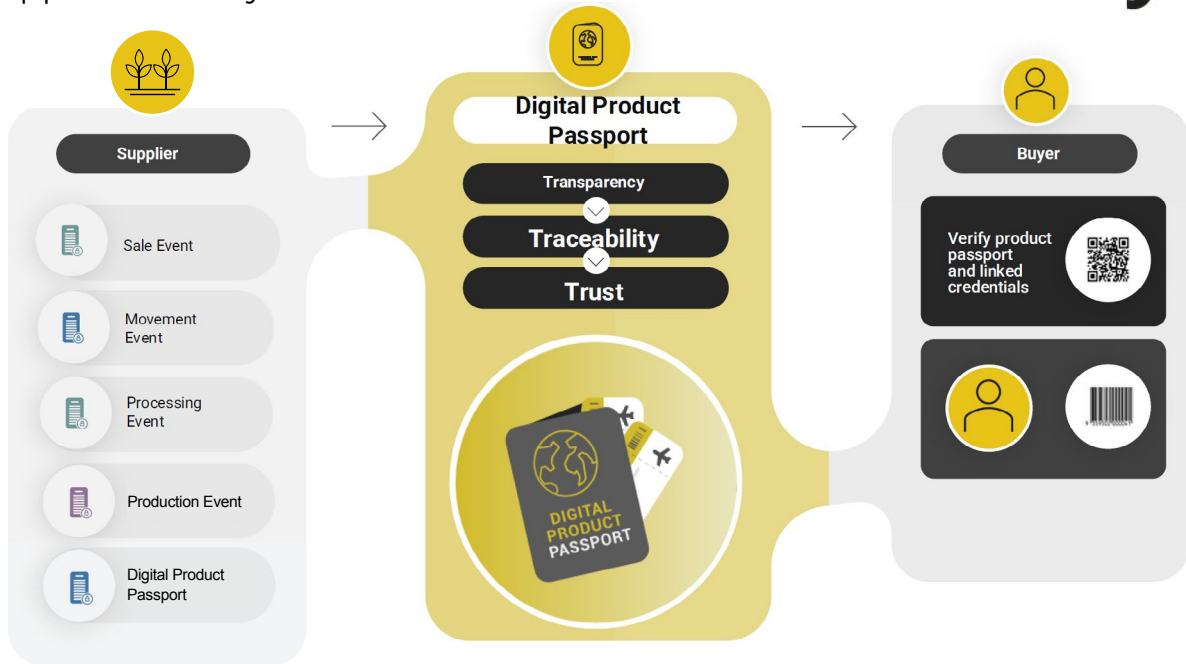 Supplier
Sale Event
Movement
Event
Processing
Event
Production Event
Digital Product
Passport
Digital Product
Passport
Transparency
Traceability
Trust
DIGITAL
PRODUCT
PASSPORT
Buyer
Verify product
passport
and linked
credentials